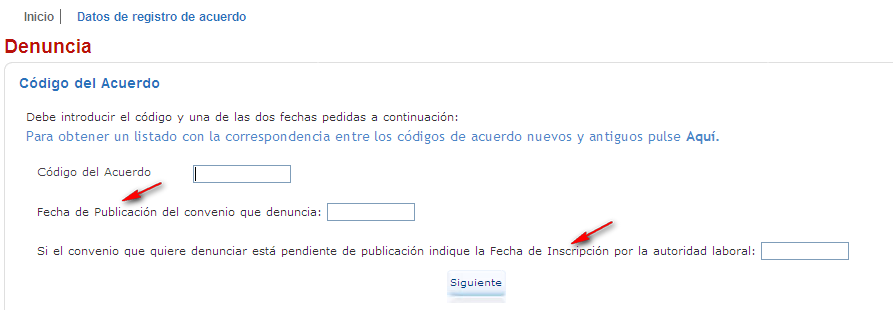 Inicio | Datos de registro de acuerdo
Denuncia
Código del Acuerdo
Debe introducir el código y una de las dos fechas pedidas a continuación:
Para obtener un listado con la correspondencia entre los códigos de acuerdo nuevos y antiguos pulse Aquí.
Código del Acuerdo
Fecha de Publicación del convenio que denuncia:
Si el convenio que quiere denunciar está pendiente de publicación indique la Fecha de Inscripción por la autoridad laboral:
Siguiente